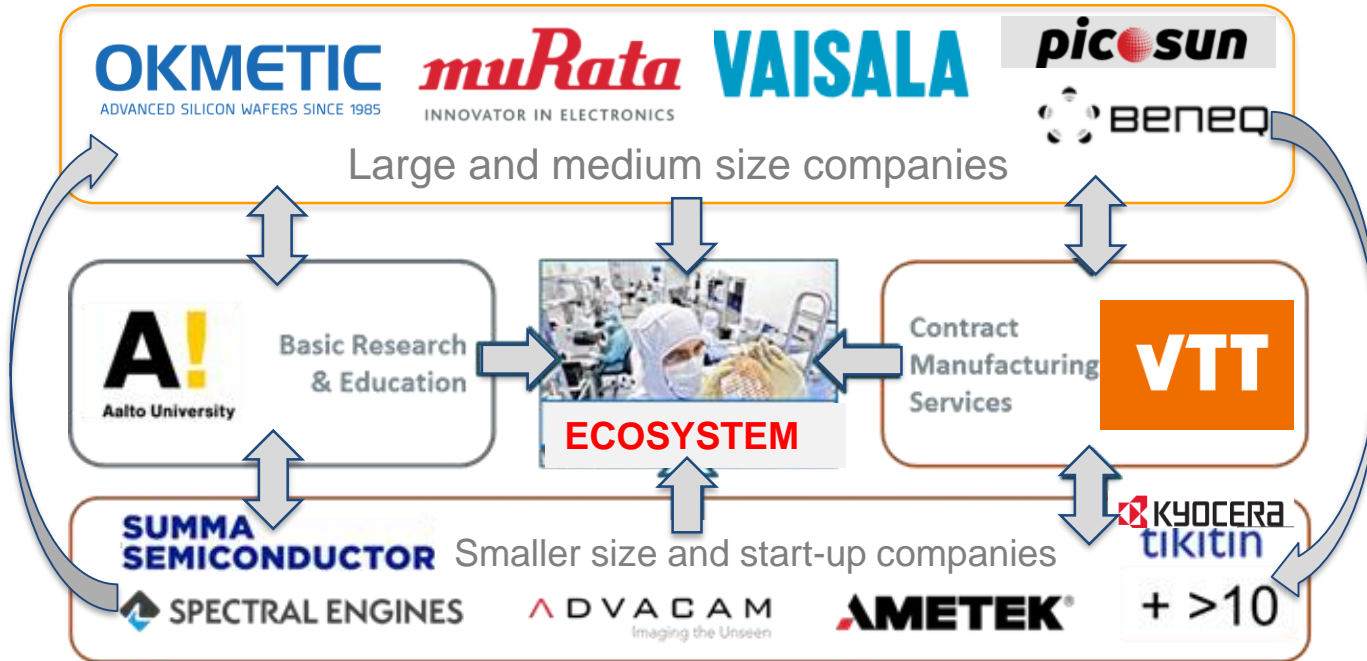 OKMETIC
ADVANCED SILICON WAFERS SINCE 1985
muRata
INNOVATOR IN ELECTRONICS
VAISALA
picosun
BENEQ
Large and medium size companies
A!
Aalto University
Basic Research
& Education
ECOSYSTEM
Contract
Manufacturing
Services
VTT
SUMMA
SEMICONDUCTOR
Smaller size and start-up companies
KYOCERa
tikitin
SPECTRAL ENGINES
ADVACAM
Imaging the Unseen
AMETEK®
+ >10